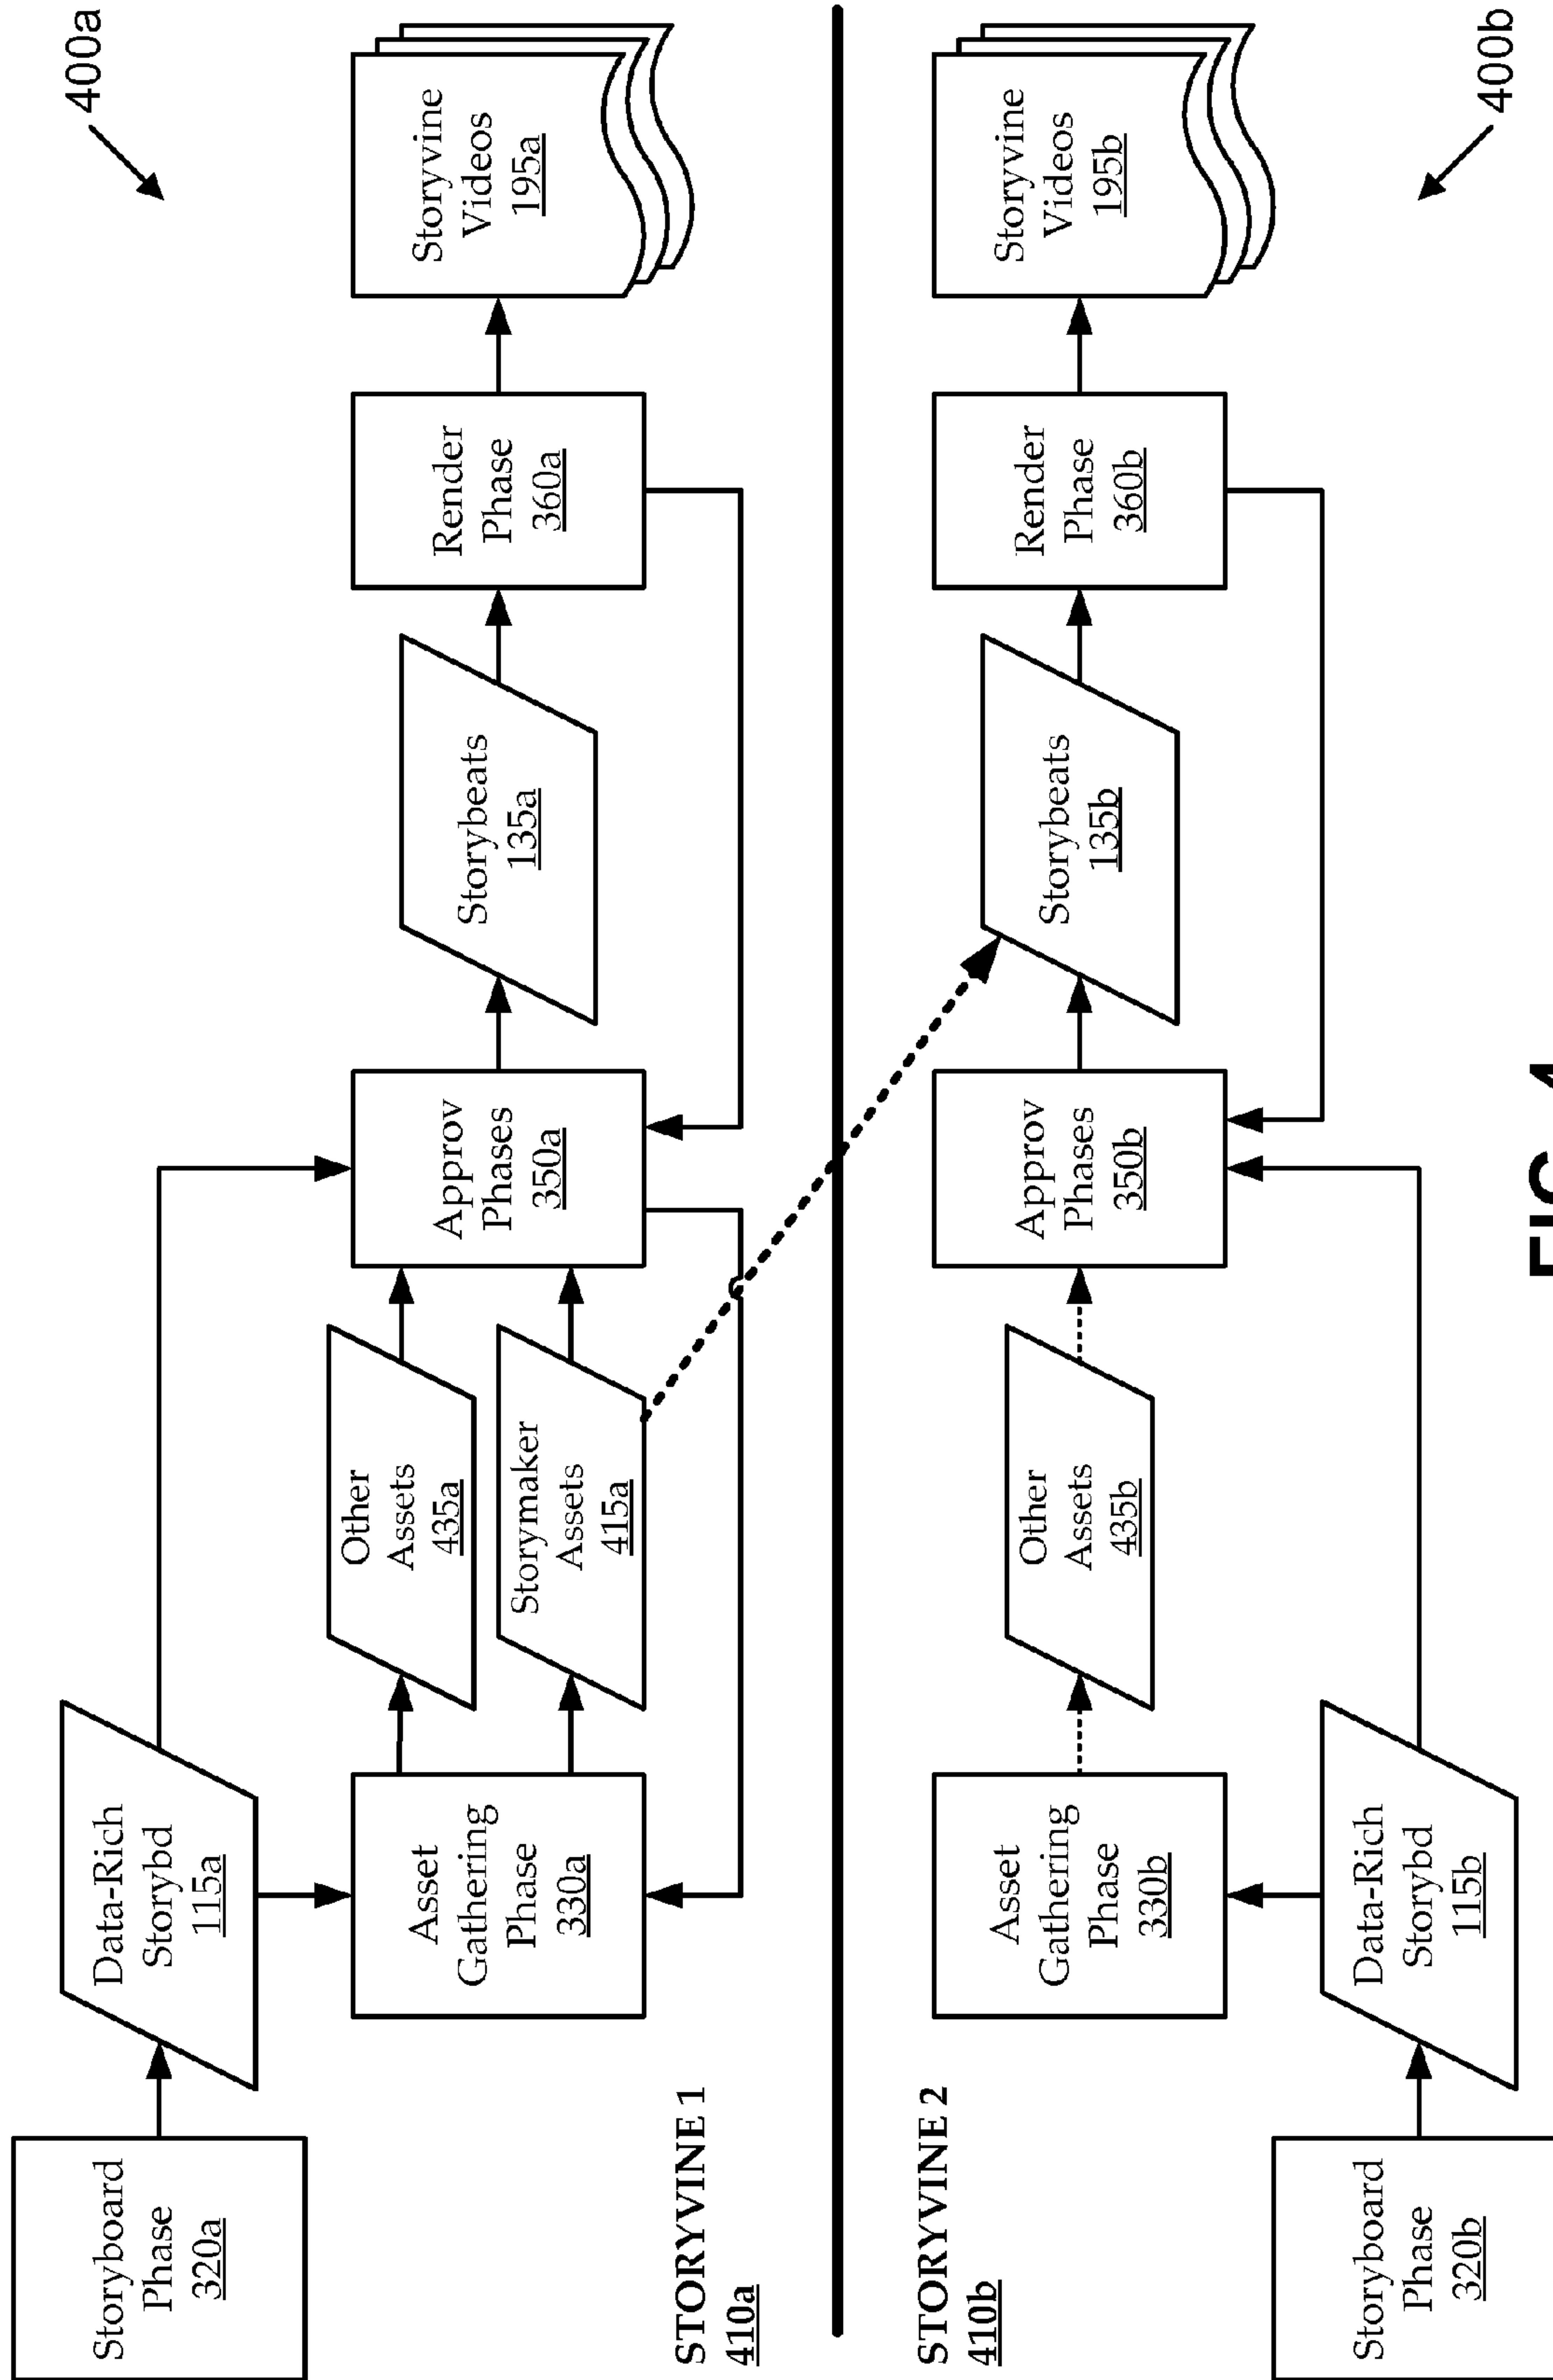 400a
Storyboard
Phase
320a
Data-Rich
Storybd
115a
Asset
Gathering
Phase
330a
Other
Assets
435a
Storymaker
Assets
415a
Approv
Phases
350a
Storybeats
135a
Render
Phase
360a
Storyvine
Videos
195a
STORYVINE 1
410a
STORYVINE 2
410b
Asset
Gathering
Phase
330b
Other
Assets
435b
Approv
Phases
350b
Storybeats
135b
Render
Phase
360b
Storyvine
Videos
195b
Storyboard
Phase
320b
Data-Rich
Storybd
115b
400b
FIG.